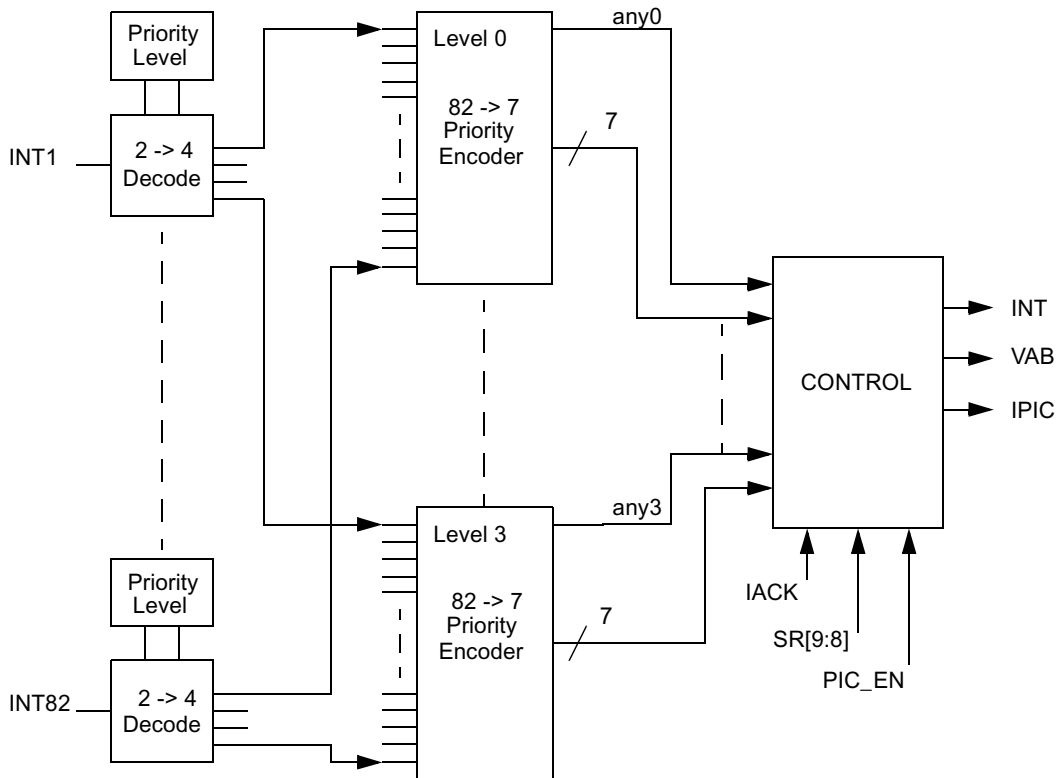 Priority
Level
2 -> 4
Decode
INT1
Level 0
82 -> 7
Priority
Encoder
any0
7
CONTROL
INT
VAB
IPIC
IACK
SR[9:8]
PIC_EN
Priority
Level
2 -> 4
Decode
INT82
Level 3
82 -> 7
Priority
Encoder
any3
7